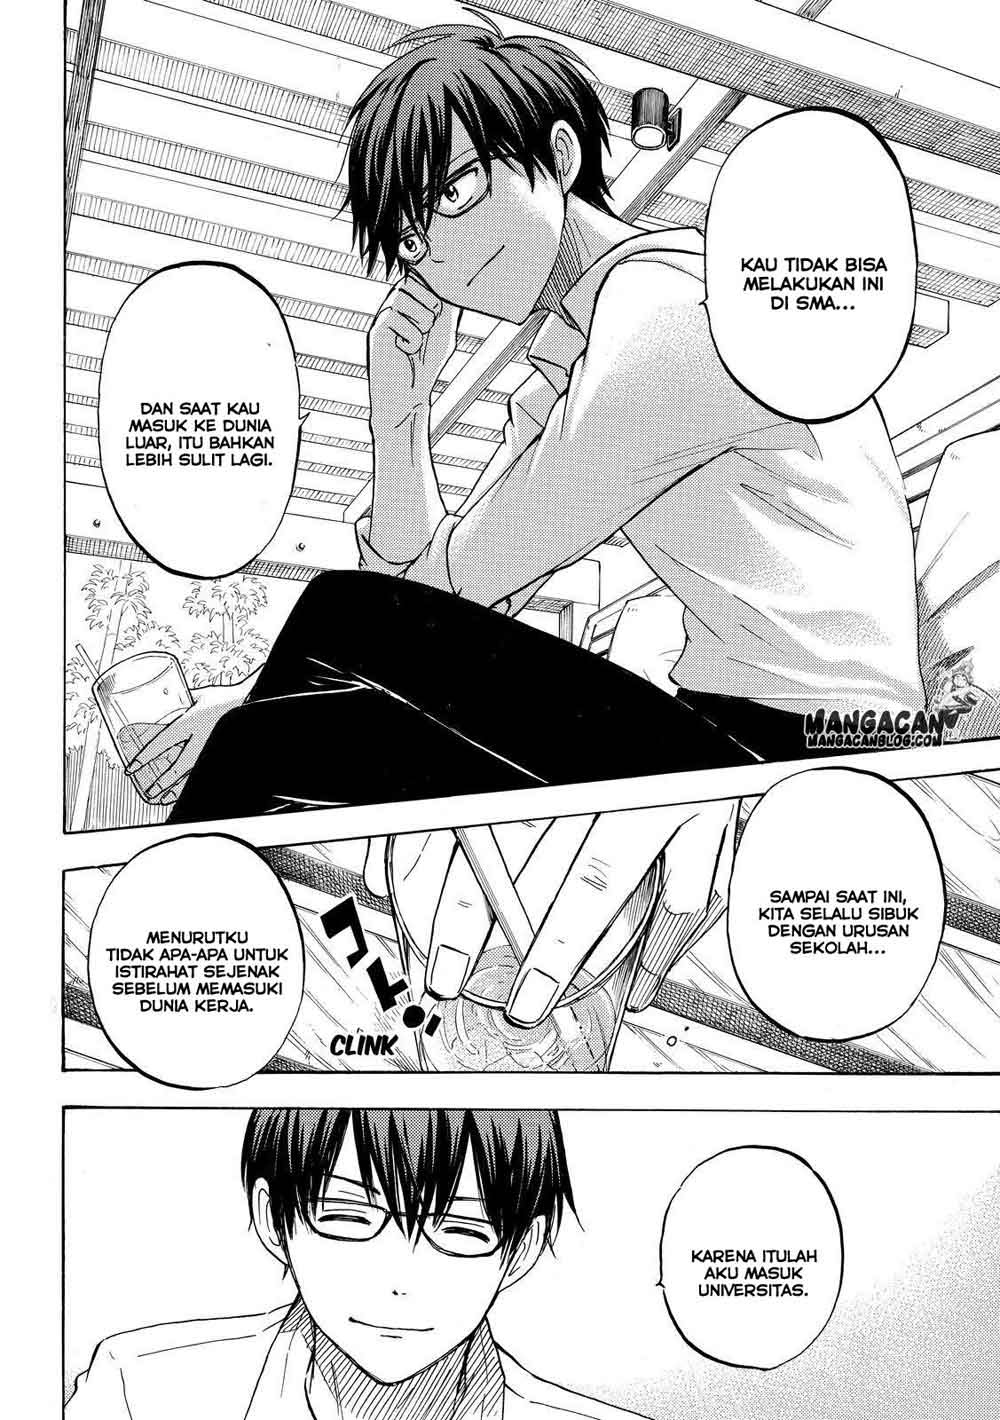 KAU TIDAK BISA
MELAKUKAN INI
DI SMA...
DAN SAAT KAU
MASUK KE DUNIA
LUAR, ITU BAHKAN
LEBIH SULIT LAGI.
MANGACAN
MANGACANBLOG.COM
SAMPAI SAAT INI,
KITA SELALU SIBUK
DENGAN URUSAN
SEKOLAH...
MENURUTKU
TIDAK APA-APA UNTUK
ISTIRAHAT SEJENAK
SEBELUM MEMASUKI
DUNIA KERJA.
CLINK
KARENA ITULAH
AKU MASUK
UNIVERSITAS.